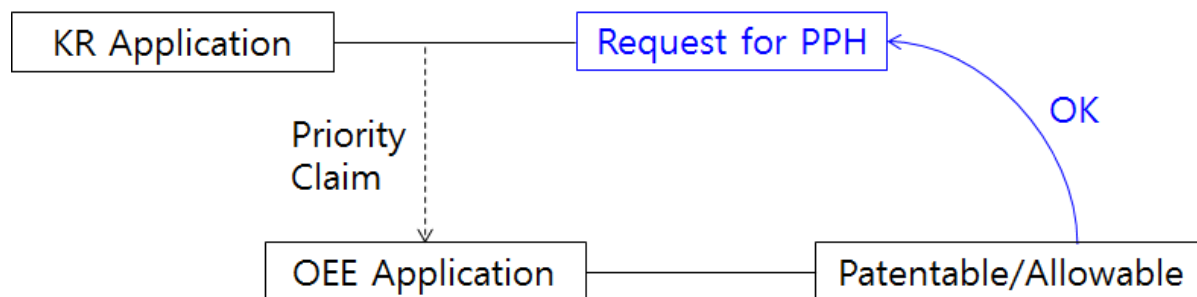 KR Application
Request for PPH
OK
Priority
Claim
OEE Application
Patentable/Allowable